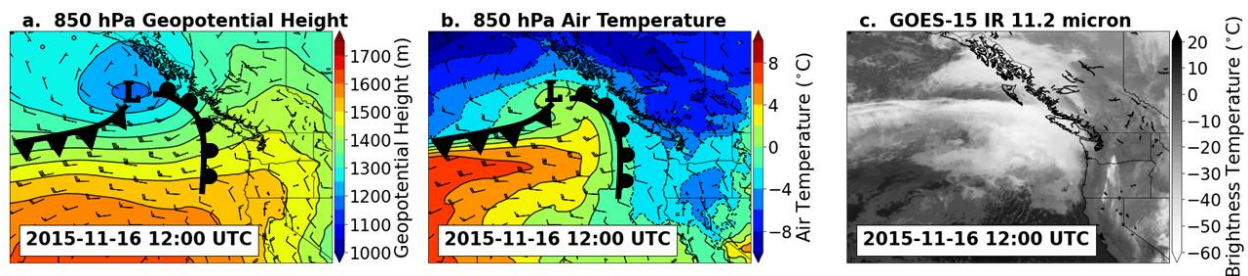 a.  850 hPa Geopotential Height
L
2015-11-16 12:00 UTC
1700
1600
1500
1400
1300
1200
1100
1000
Geopotential Height (m)
b.  850 hPa Air Temperature
L
2015-11-16 12:00 UTC
8
4
0
−4
−8
Air Temperature (°C)
c.  GOES-15 IR 11.2 micron
2015-11-16 12:00 UTC
20
10
0
−10
−20
−30
−40
−50
−60
Brightness Temperature (°C)